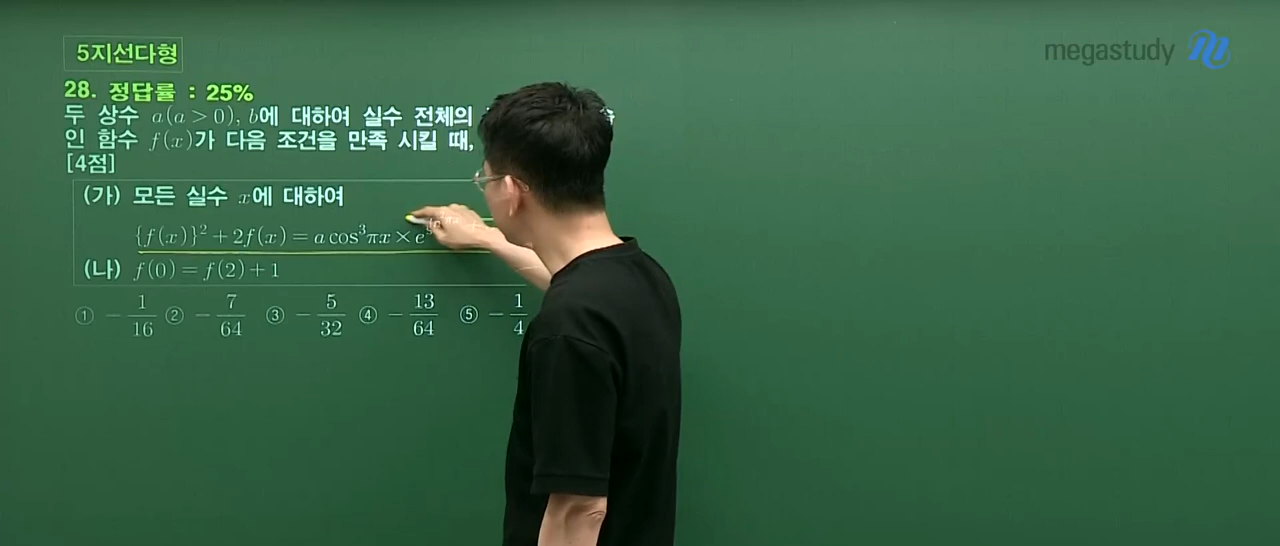 5지선다형
megastudy
28. 정답률 : 25%
두 상수 a(a>0), b에 대하여 실수 전체의
인 함수 f(x)가 다음 조건을 만족 시킬 때,
[4점]
(가) 모든 실수 x에 대하여
{f(x)}² + 2f(x) = a cos³πx × e
(나) f(0) = f(2) + 1
① -1/16 ② -7/64 ③ -5/32 ④ -13/64 ⑤ -1/4